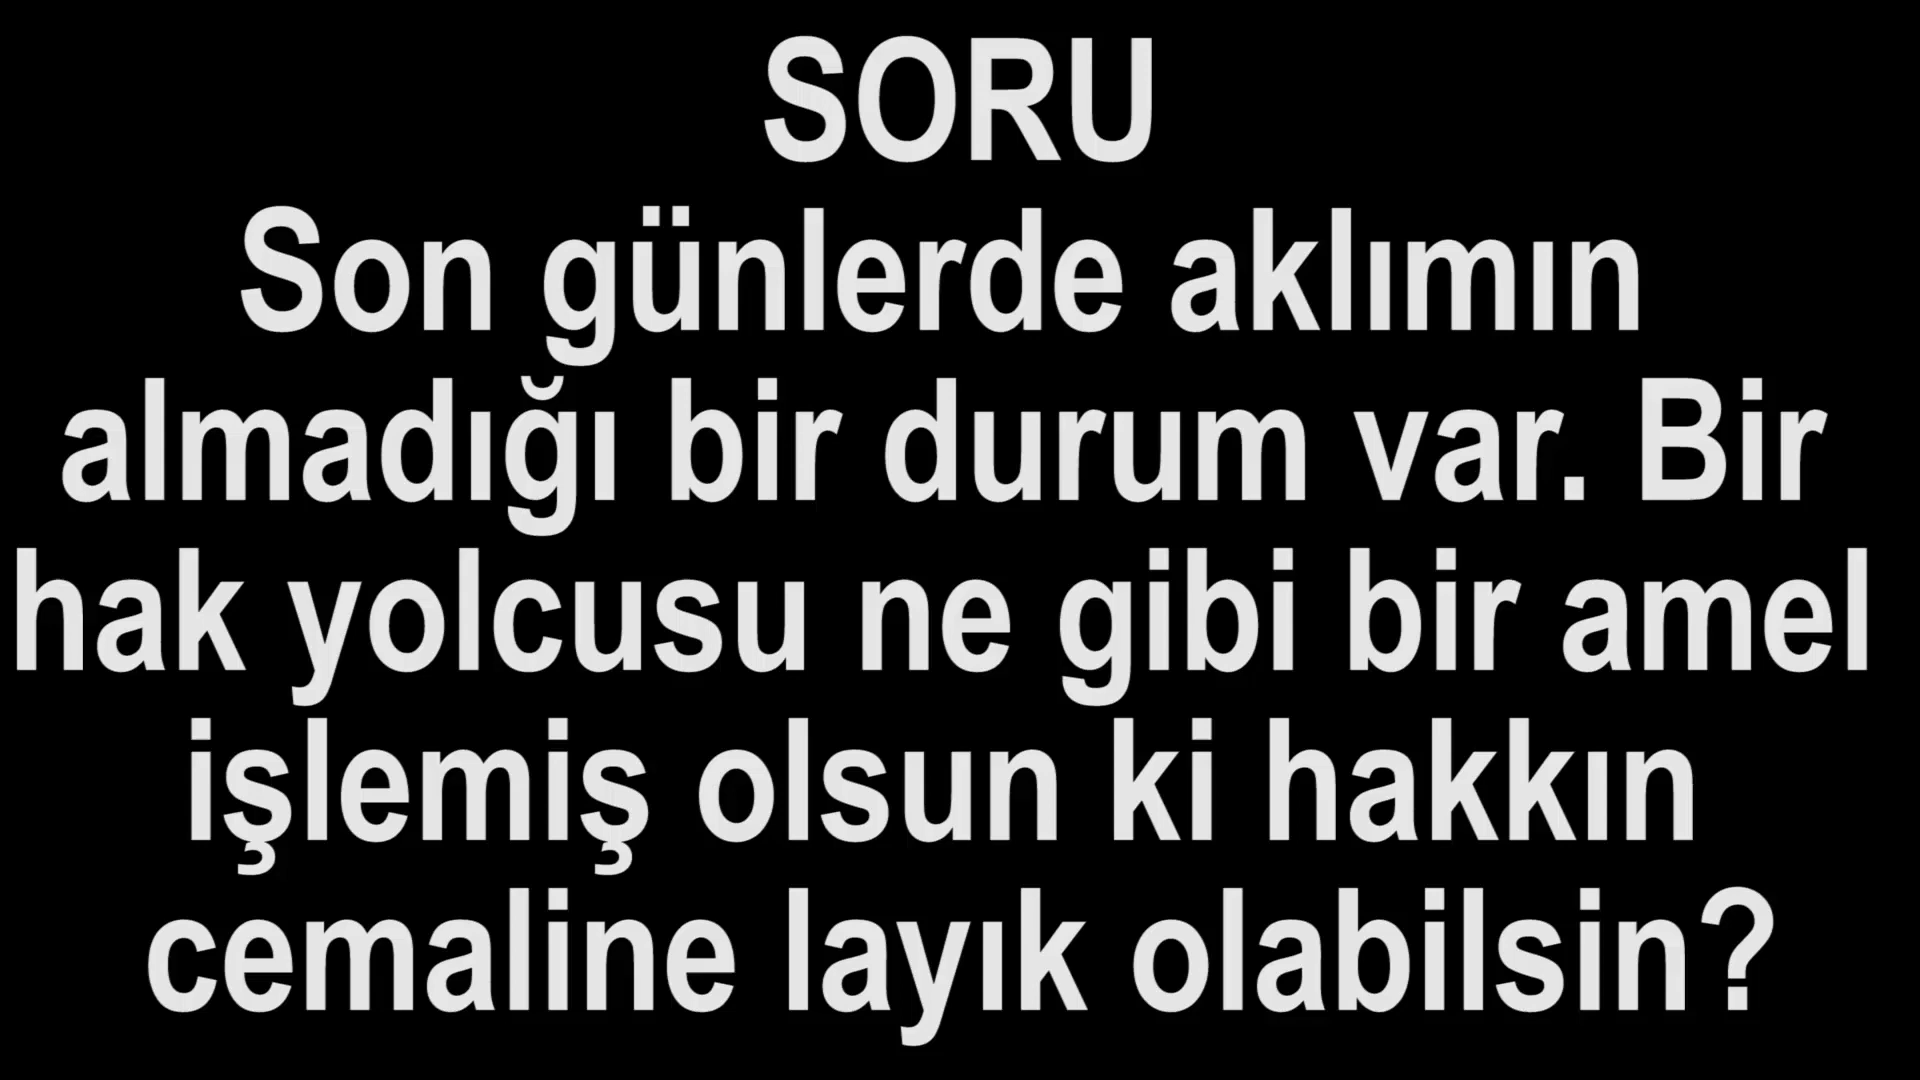 SORU
Son günlerde aklımın
almadığı bir durum var. Bir
hak yolcusu ne gibi bir amel
işlemiş olsun ki hakkın
cemaline layık olabilsin?